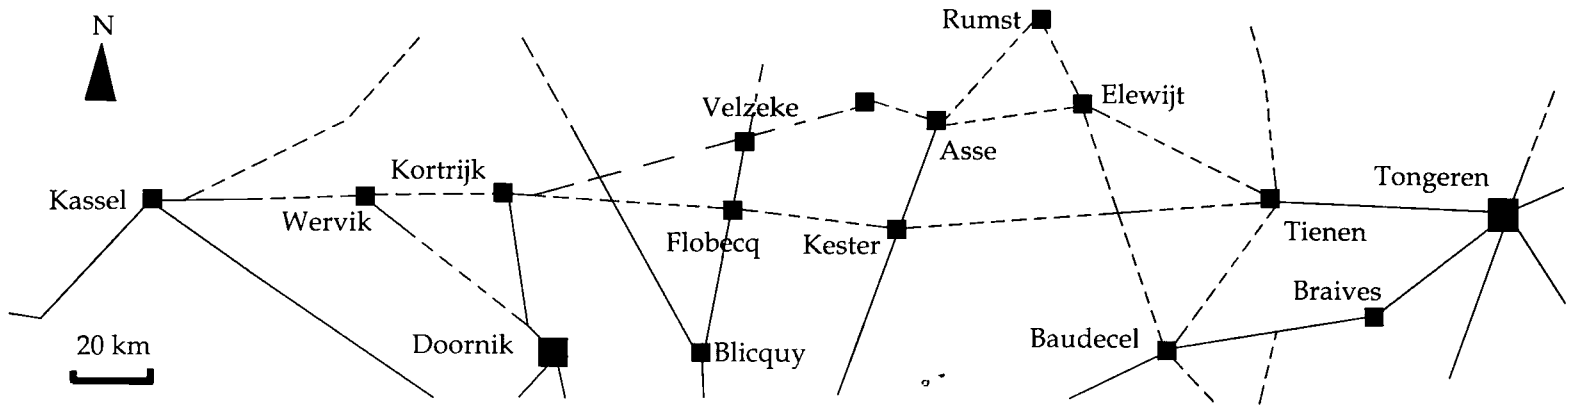 Rumst
N
Elewijt
Velzeke
Asse
Kortrijk
Tongeren
Kassel
Wervik
Flobecq
Kester
Tienen
Braives
Doornik
20 km
Baudecel
Blicquy